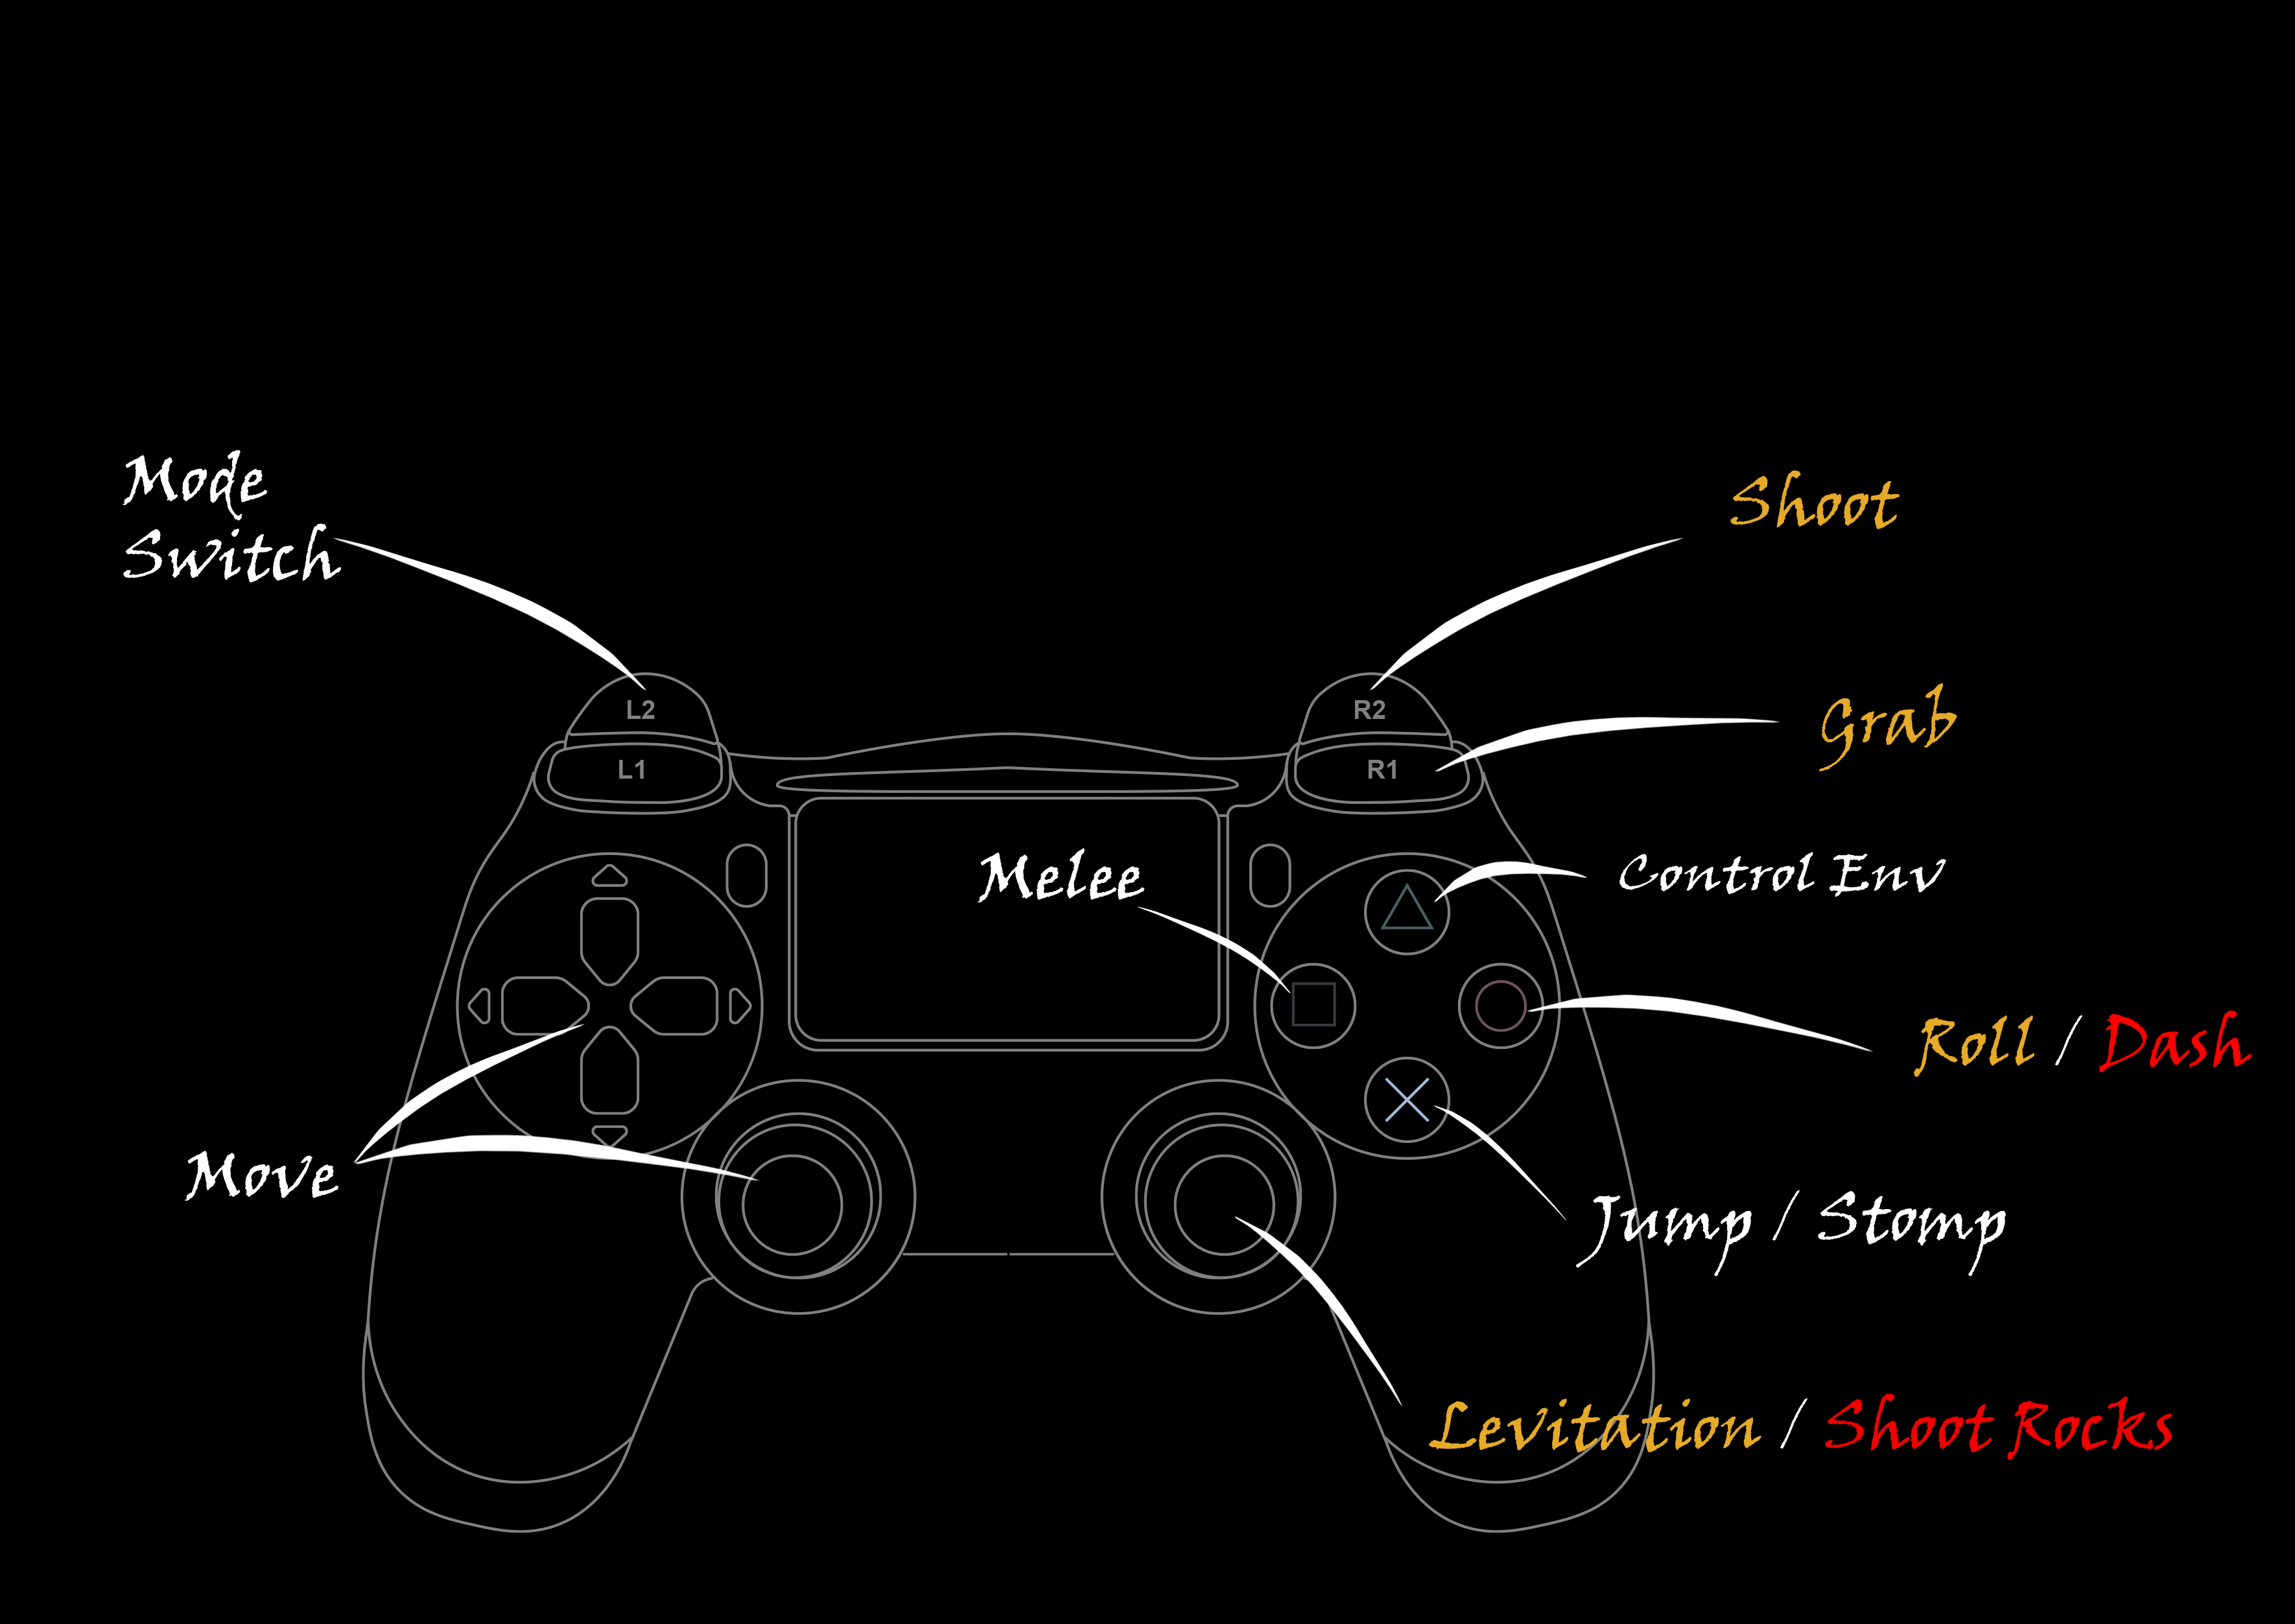 Mode
Switch
Shoot
L2
R2
Grab
L1
R1
Melee
Control Env
Roll / Dash
Move
Jump / Stomp
Levitation / Shoot Rocks